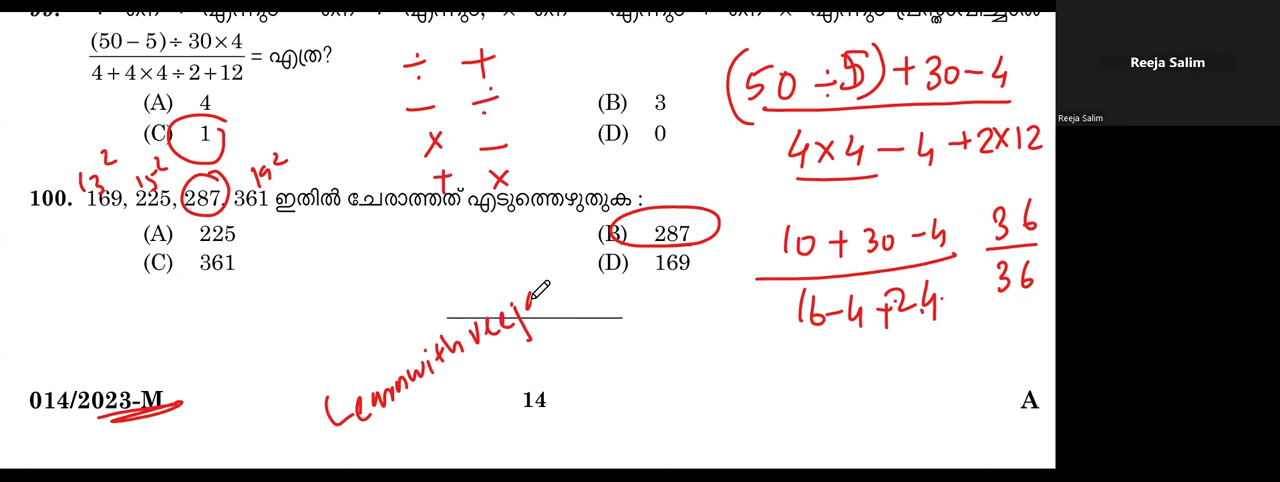 (50 – 5) ÷ 30 × 4
4 + 4 × 4 ÷ 2 + 12
= എത്ര?
(A) 4
(B) 3
(C) 1
(D) 0
÷ +
– ÷
× –
+ ×
(50 ÷ 5) + 30 – 4
4 × 4 – 4 + 2 × 12
13² 15² 19²
100. 169, 225, 287, 361 ഇതിൽ ചേരാത്തത് എടുത്തെഴുതുക :
(A) 225
(B) 287
(C) 361
(D) 169
10 + 30 – 4
16 – 4 + 24
36
36
014/2023-M
14
A
Reeja Salim
Reeja Salim